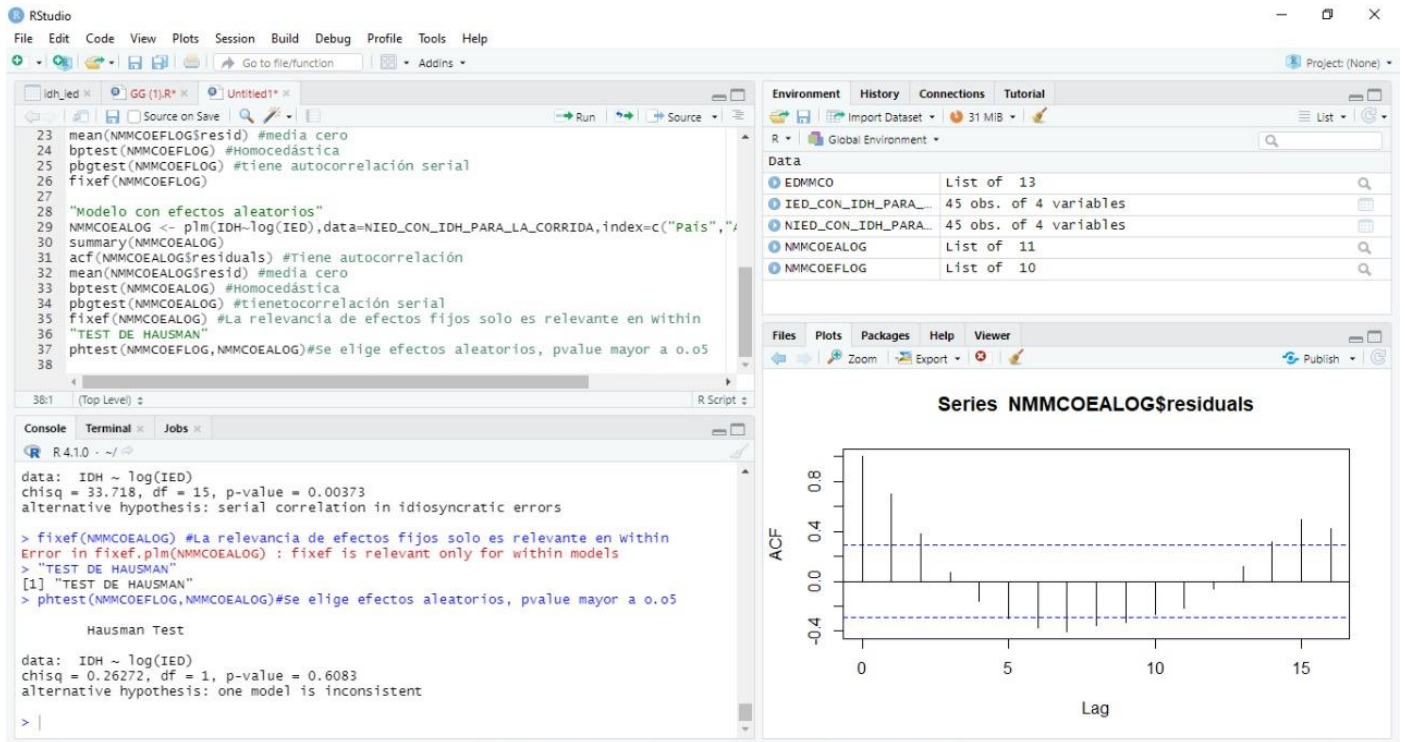 RStudio
File Edit Code View Plots Session Build Debug Profile Tools Help
Go to file/function
Addins
Project: (None)
idh_ied
GG (1).R*
Untitled1*
Source on Save
Run
Source
23 mean(NMMCOEFLOG$resid) #media cero
24 bptest(NMMCOEFLOG) #Homocedástica
25 pbgtest(NMMCOEFLOG) #tiene autocorrelación serial
26 fixef(NMMCOEFLOG)
27
28 "Modelo con efectos aleatorios"
29 NMMCOEALOG <- plm(IDH~log(IED),data=NIED_CON_IDH_PARA_LA_CORRIDA,index=c("País","A
30 summary(NMMCOEALOG)
31 acf(NMMCOEALOG$residuals) #Tiene autocorrelación
32 mean(NMMCOEALOG$resid) #media cero
33 bptest(NMMCOEALOG) #Homocedástica
34 pbgtest(NMMCOEALOG) #tienetocorrelación serial
35 fixef(NMMCOEALOG) #La relevancia de efectos fijos solo es relevante en within
36 "TEST DE HAUSMAN"
37 phtest(NMMCOEFLOG,NMMCOEALOG)#Se elige efectos aleatorios, pvalue mayor a o.o5
38
38:1 (Top Level) R Script
Console Terminal Jobs
R 4.1.0 · ~/
data: IDH ~ log(IED)
chisq = 33.718, df = 15, p-value = 0.00373
alternative hypothesis: serial correlation in idiosyncratic errors
> fixef(NMMCOEALOG) #La relevancia de efectos fijos solo es relevante en within
Error in fixef.plm(NMMCOEALOG) : fixef is relevant only for within models
> "TEST DE HAUSMAN"
[1] "TEST DE HAUSMAN"
> phtest(NMMCOEFLOG,NMMCOEALOG)#Se elige efectos aleatorios, pvalue mayor a o.o5
Hausman Test
data: IDH ~ log(IED)
chisq = 0.26272, df = 1, p-value = 0.6083
alternative hypothesis: one model is inconsistent
>
Environment History Connections Tutorial
Import Dataset
31 MiB
List
R
Global Environment
Data
EDMMCO List of 13
IED_CON_IDH_PARA_… 45 obs. of 4 variables
NIED_CON_IDH_PARA… 45 obs. of 4 variables
NMMCOEALOG List of 11
NMMCOEFLOG List of 10
Files Plots Packages Help Viewer
Zoom
Export
Publish
Series NMMCOEALOG$residuals
ACF
0.8
0.4
0.0
-0.4
0 5 10 15
Lag